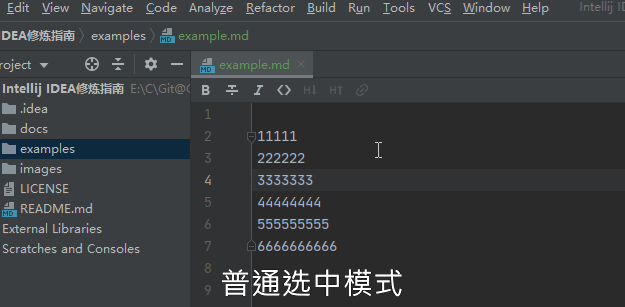 Edit View Navigate Code Analyze Refactor Build Run Tools VCS Window Help Intellij ID
IDEA修炼指南 examples example.md
roject example.md
Intellij IDEA修炼指南 E:\C\Git@G
.idea
docs
examples
images
LICENSE
README.md
External Libraries
Scratches and Consoles
B I H↓ H↑
1
2 11111
3 222222
4 3333333
5 44444444
6 555555555
7 6666666666
8
9
普通选中模式